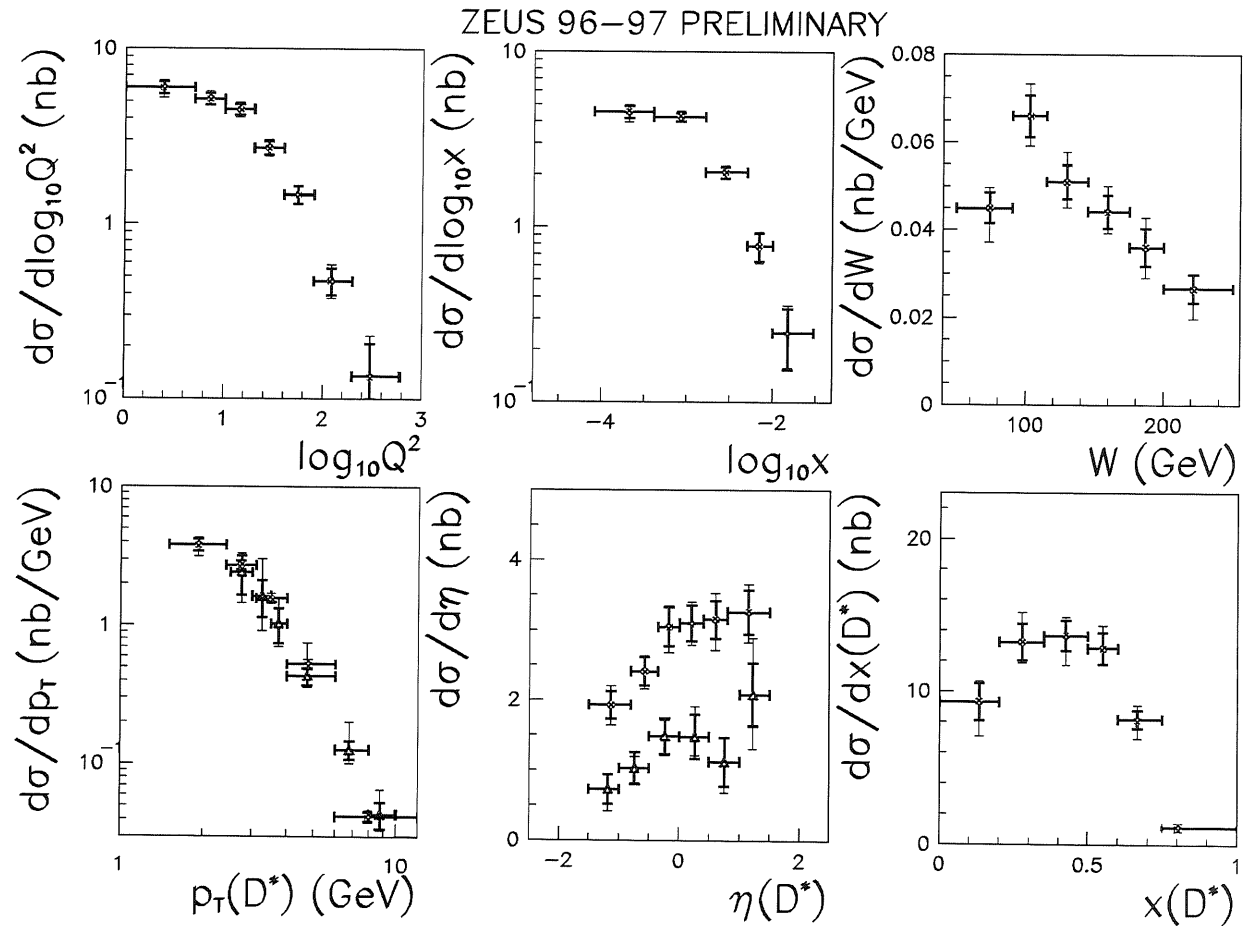 ZEUS 96–97 PRELIMINARY
dσ/dlog₁₀Q² (nb)
10
1
10⁻¹
0 1 2 3
log₁₀Q²
dσ/dlog₁₀x (nb)
10
1
10⁻¹
−4 −2
log₁₀x
dσ/dW (nb/GeV)
0.08
0.06
0.04
0.02
0
100 200
W (GeV)
dσ/dp_T (nb/GeV)
10
1
10⁻¹
1 10
p_T(D*) (GeV)
dσ/dη (nb)
4
2
0
−2 0 2
η(D*)
dσ/dx(D*) (nb)
20
10
0
0 0.5 1
x(D*)